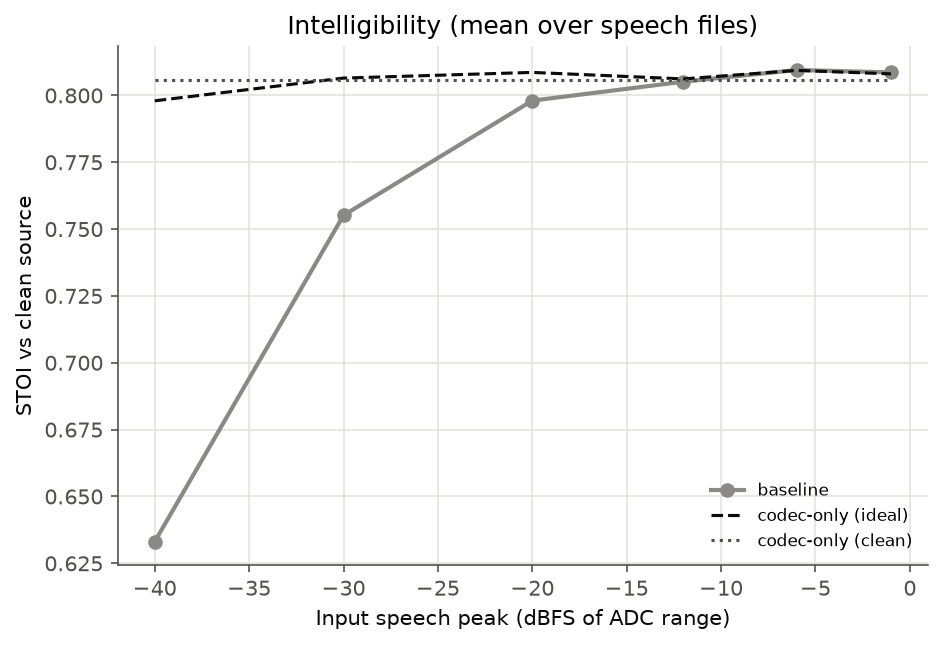 Intelligibility (mean over speech files)
STOI vs clean source
0.800
0.775
0.750
0.725
0.700
0.675
0.650
0.625
baseline
codec-only (ideal)
codec-only (clean)
−40 −35 −30 −25 −20 −15 −10 −5 0
Input speech peak (dBFS of ADC range)